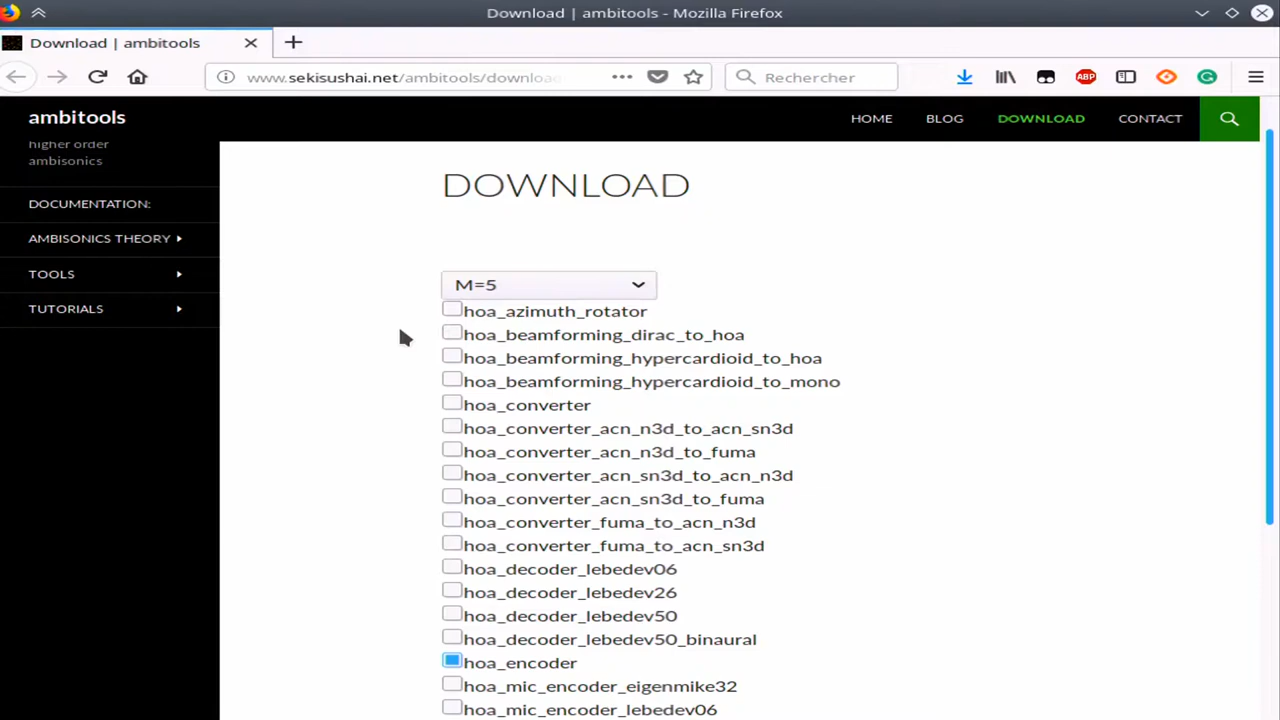 Download | ambitools - Mozilla Firefox
Download | ambitools
www.sekisushai.net/ambitools/download
Rechercher
ABP
ambitools
HOME
BLOG
DOWNLOAD
CONTACT
higher order
ambisonics
DOCUMENTATION:
AMBISONICS THEORY
TOOLS
TUTORIALS
DOWNLOAD
M=5
hoa_azimuth_rotator
hoa_beamforming_dirac_to_hoa
hoa_beamforming_hypercardioid_to_hoa
hoa_beamforming_hypercardioid_to_mono
hoa_converter
hoa_converter_acn_n3d_to_acn_sn3d
hoa_converter_acn_n3d_to_fuma
hoa_converter_acn_sn3d_to_acn_n3d
hoa_converter_acn_sn3d_to_fuma
hoa_converter_fuma_to_acn_n3d
hoa_converter_fuma_to_acn_sn3d
hoa_decoder_lebedev06
hoa_decoder_lebedev26
hoa_decoder_lebedev50
hoa_decoder_lebedev50_binaural
hoa_encoder
hoa_mic_encoder_eigenmike32
hoa_mic_encoder_lebedev06